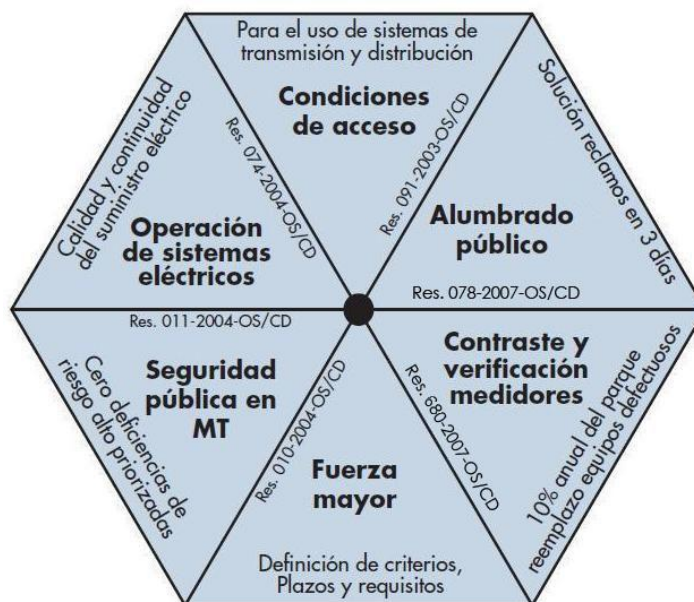 Para el uso de sistemas de
transmisión y distribución
Condiciones
de acceso
Res. 091-2003-OS/CD
Solución reclamos en 3 días
Alumbrado
público
Res. 078-2007-OS/CD
Contraste y
verificación
medidores
10% anual del parque
reemplazo equipos defectuosos
Res. 680-2007-OS/CD
Fuerza
mayor
Definición de criterios,
Plazos y requisitos
Res. 010-2004-OS/CD
Seguridad
pública en
MT
Cero deficiencias de
riesgo alto priorizadas
Res. 011-2004-OS/CD
Operación
de sistemas
eléctricos
Calidad y continuidad
del suministro eléctrico
Res. 074-2004-OS/CD